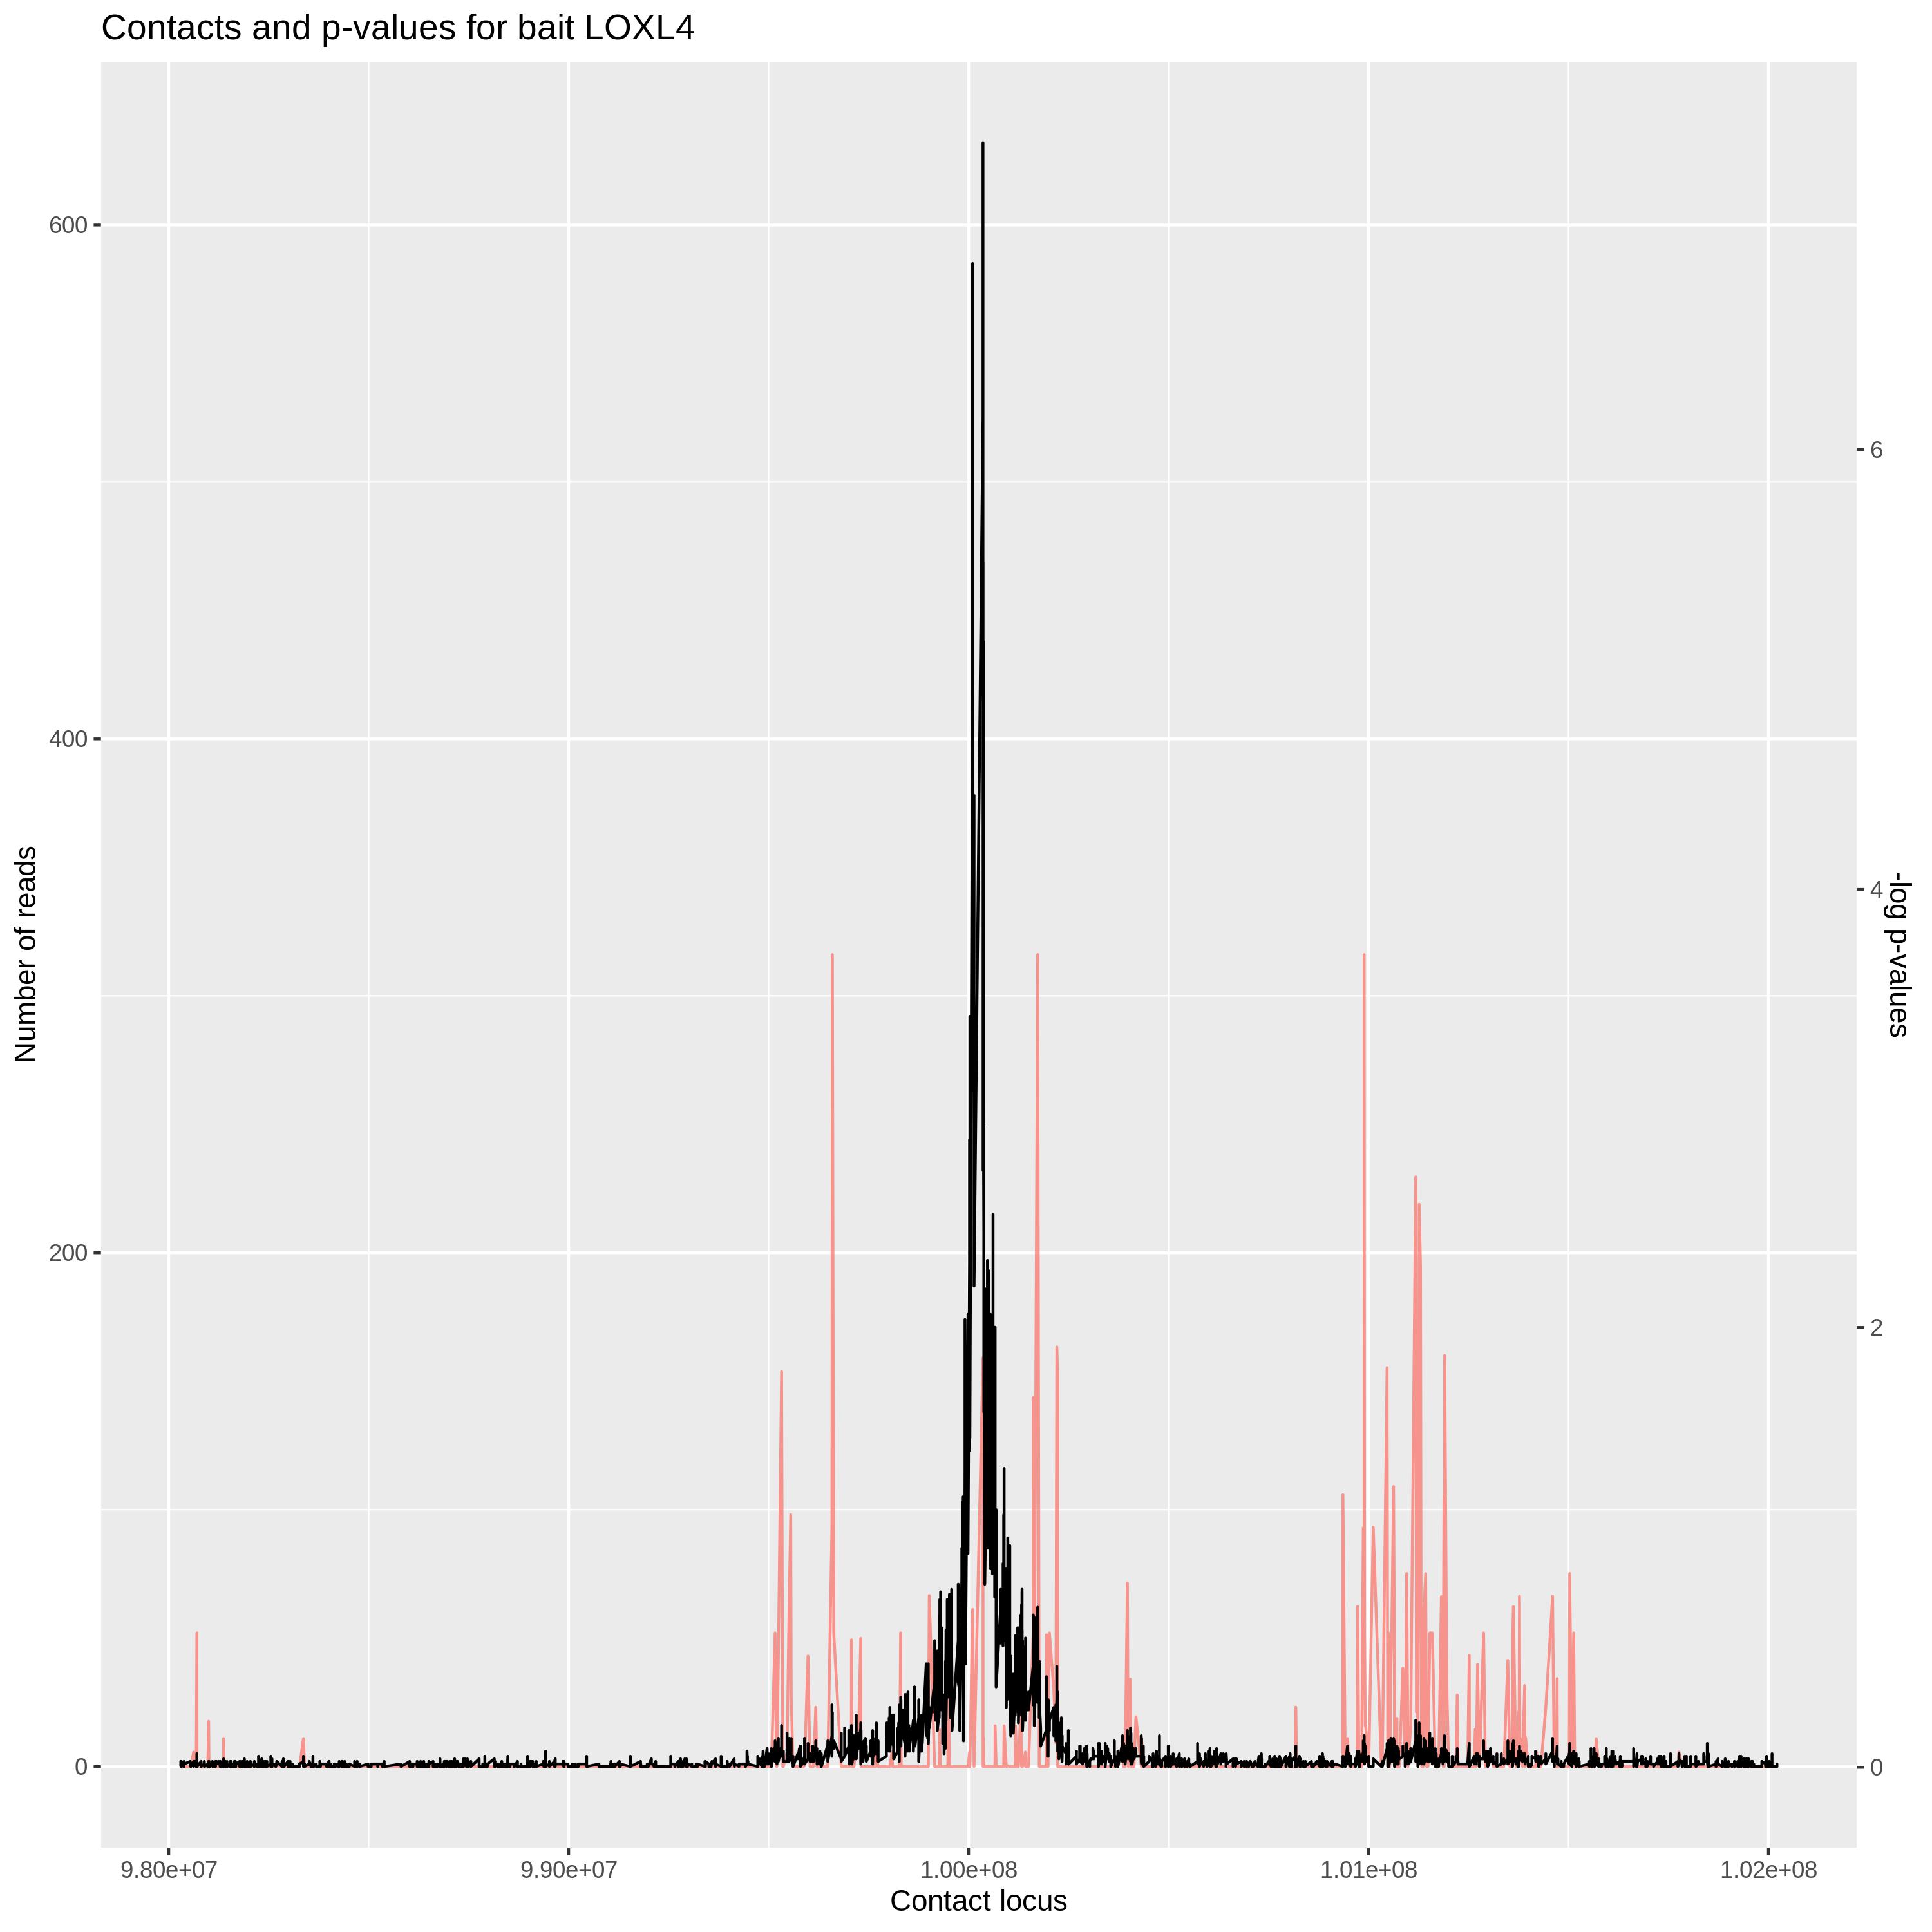 Contacts and p-values for bait LOXL4
600
400
200
0
Number of reads
6
4
2
0
-log p-values
9.80e+07
9.90e+07
1.00e+08
1.01e+08
1.02e+08
Contact locus